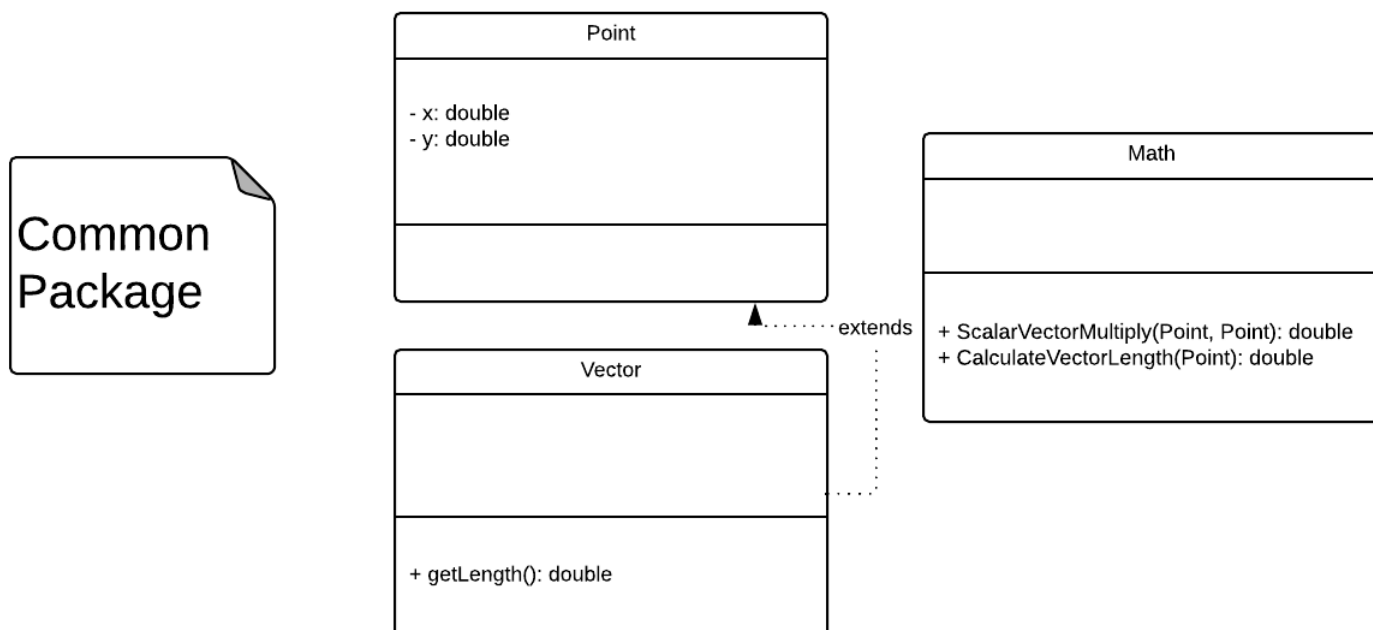 Common
Package
Point
- x: double
- y: double
extends
Vector
+ getLength(): double
Math
+ ScalarVectorMultiply(Point, Point): double
+ CalculateVectorLength(Point): double